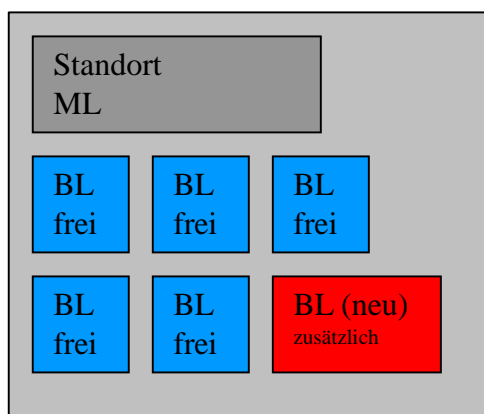 Standort
ML
BL
frei
BL
frei
BL
frei
BL
frei
BL
frei
BL (neu)
zusätzlich